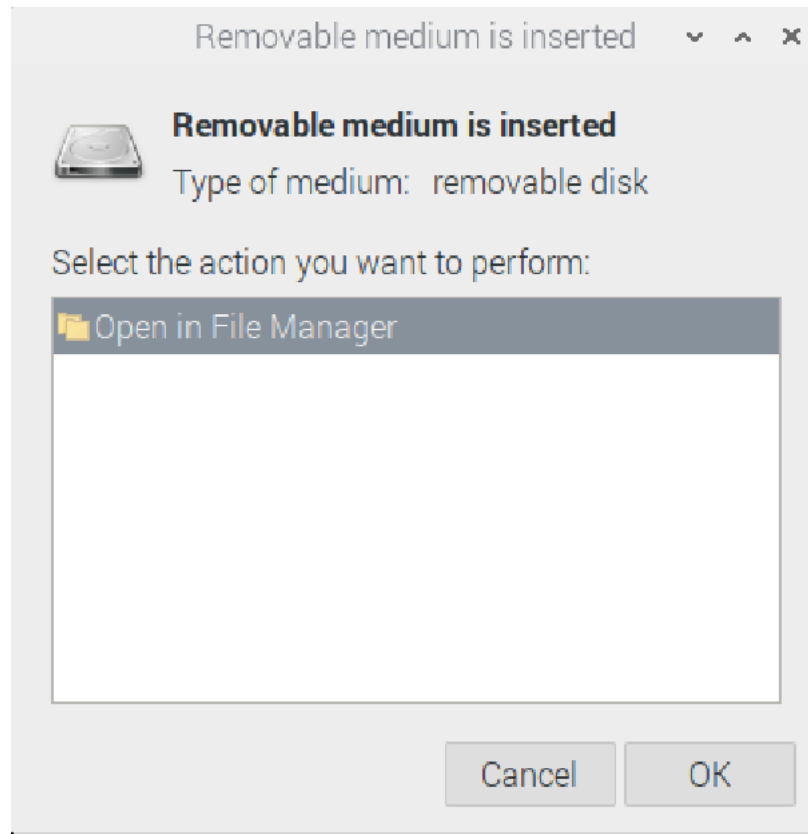 Removable medium is inserted
Removable medium is inserted
Type of medium: removable disk
Select the action you want to perform:
Open in File Manager
Cancel OK